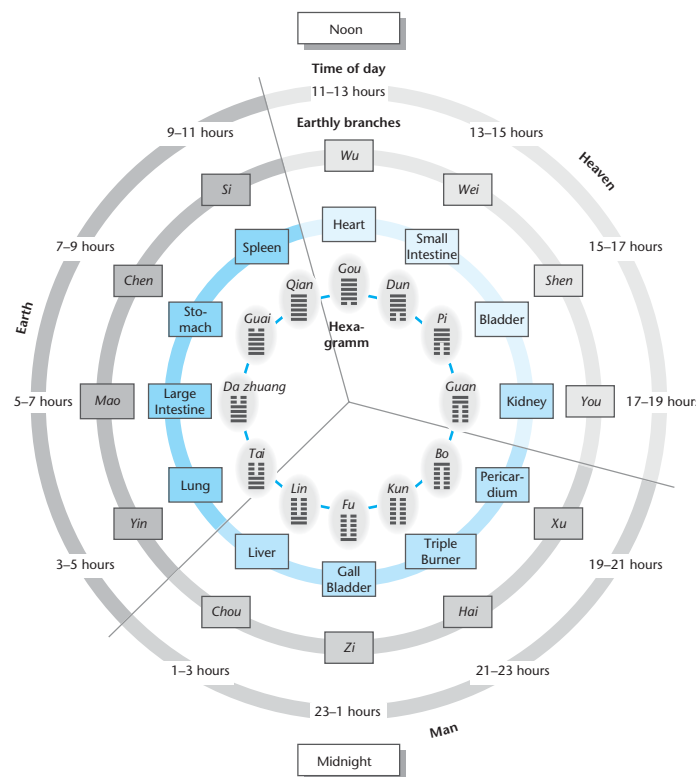 Noon
Time of day
11–13 hours
9–11 hours
Earthly branches
13–15 hours
Wu
Heaven
Si
Wei
Heart
Spleen
Small
Intestine
7–9 hours
15–17 hours
Chen
Gou
Shen
Qian
Dun
Earth
Sto-
mach
Guai
Hexa-
gramm
Pi
Bladder
5–7 hours
Mao
Large
Intestine
Da zhuang
Guan
Kidney
You
17–19 hour
Tai
Bo
Lung
Lin
Kun
Pericar-
dium
Fu
Yin
Xu
Liver
Triple
Burner
3–5 hours
Gall
Bladder
19–21 hours
Chou
Hai
Zi
1–3 hours
21–23 hours
23–1 hours
Man
Midnight